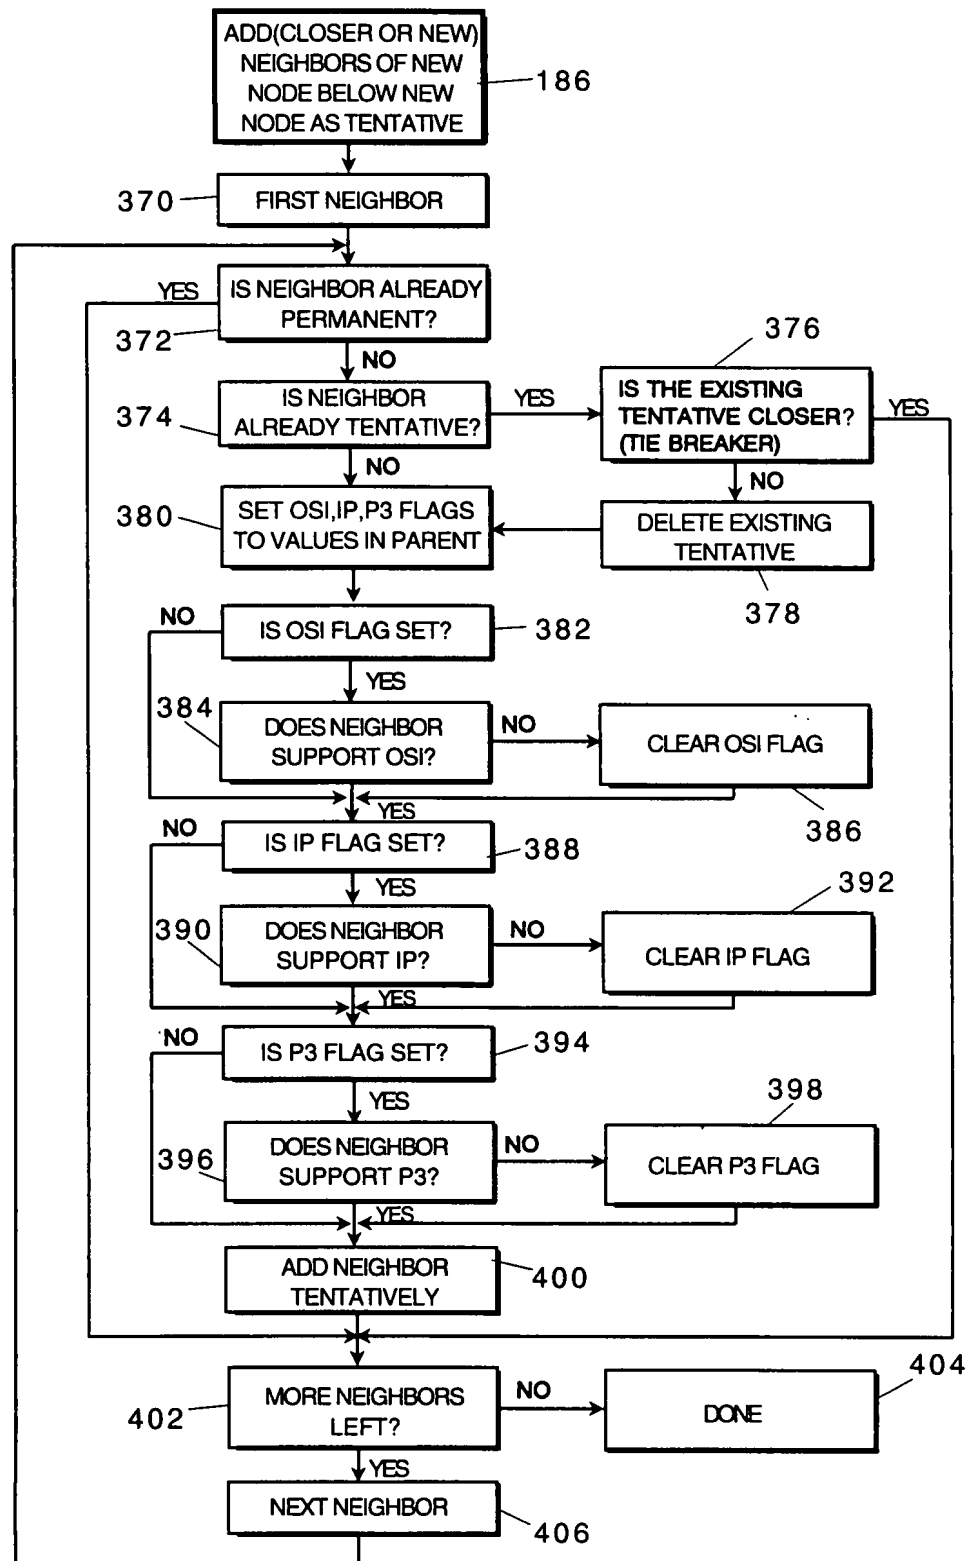 ADD(CLOSER OR NEW)
NEIGHBORS OF NEW
NODE BELOW NEW
NODE AS TENTATIVE
186
370
FIRST NEIGHBOR
YES
IS NEIGHBOR ALREADY
PERMANENT?
372
NO
376
IS NEIGHBOR
ALREADY TENTATIVE?
374
YES
IS THE EXISTING
TENTATIVE CLOSER?
(TIE BREAKER)
YES
NO
NO
380
SET OSI,IP,P3 FLAGS
TO VALUES IN PARENT
DELETE EXISTING
TENTATIVE
378
NO
IS OSI FLAG SET?
382
YES
384
DOES NEIGHBOR
SUPPORT OSI?
NO
CLEAR OSI FLAG
386
YES
NO
IS IP FLAG SET?
388
YES
392
390
DOES NEIGHBOR
SUPPORT IP?
NO
CLEAR IP FLAG
YES
NO
IS P3 FLAG SET?
394
YES
398
396
DOES NEIGHBOR
SUPPORT P3?
NO
CLEAR P3 FLAG
YES
ADD NEIGHBOR
TENTATIVELY
400
402
MORE NEIGHBORS
LEFT?
NO
DONE
404
YES
NEXT NEIGHBOR
406